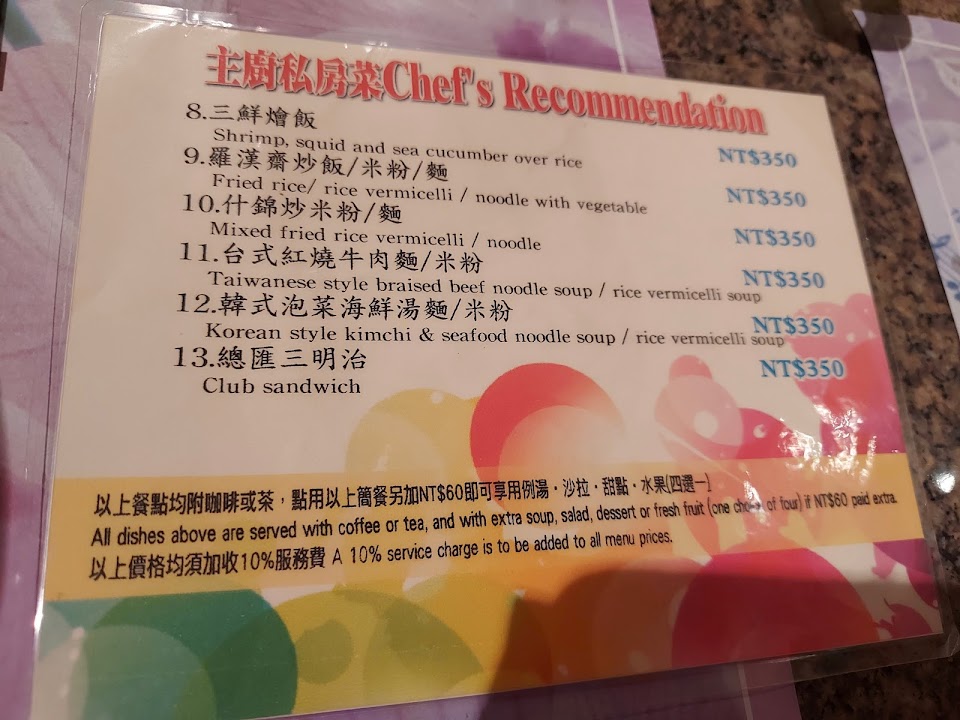 主廚私房菜Chef's Recommendation
8.三鮮燴飯
Shrimp, squid and sea cucumber over rice NT$350
9.羅漢齋炒飯/米粉/麵
Fried rice/ rice vermicelli / noodle with vegetable NT$350
10.什錦炒米粉/麵
Mixed fried rice vermicelli / noodle NT$350
11.台式紅燒牛肉麵/米粉
Taiwanese style braised beef noodle soup / rice vermicelli soup NT$350
12.韓式泡菜海鮮湯麵/米粉
Korean style kimchi & seafood noodle soup / rice vermicelli soup NT$350
13.總匯三明治 NT$350
Club sandwich
以上餐點均附咖啡或茶，點用以上簡餐另加NT$60即可享用例湯·沙拉·甜點·水果(四選一)
All dishes above are served with coffee or tea, and with extra soup, salad, dessert or fresh fruit (one choice of four) if NT$60 paid extra.
以上價格均須加收10%服務費 A 10% service charge is to be added to all menu prices.